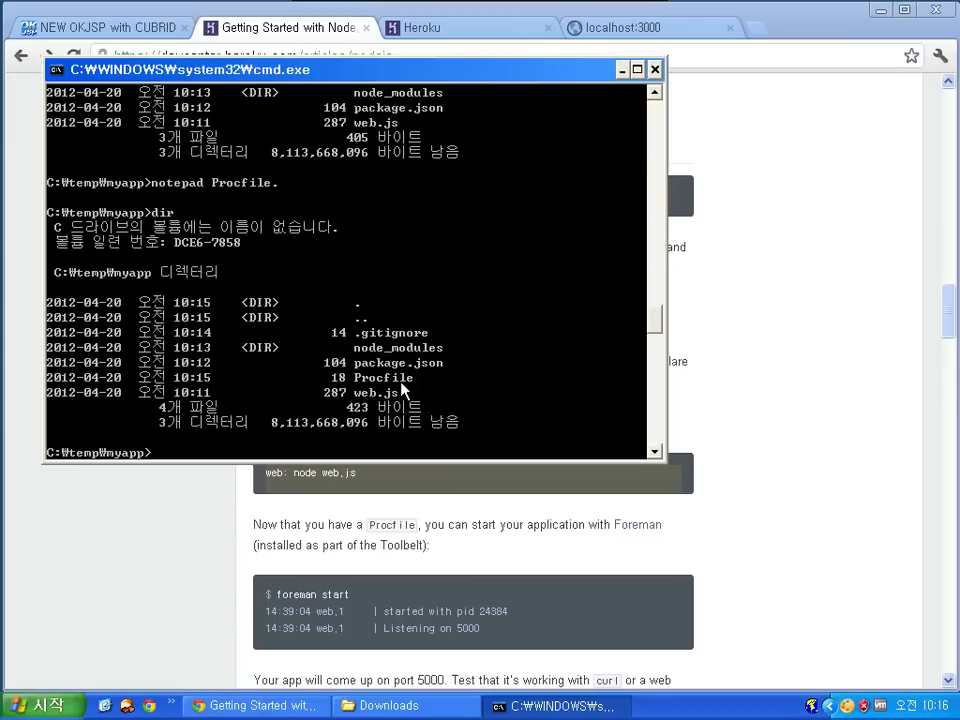 NEW OKJSP with CUBRID
Getting Started with Node.
Heroku
localhost:3000
C:₩WINDOWS₩system32₩cmd.exe
2012-04-20 오전 10:13 <DIR> node_modules
2012-04-20 오전 10:12 104 package.json
2012-04-20 오전 10:11 287 web.js
3개 파일 405 바이트
3개 디렉터리 8,113,668,096 바이트 남음
C:₩temp₩myapp>notepad Procfile.
C:₩temp₩myapp>dir
C 드라이브의 볼륨에는 이름이 없습니다.
볼륨 일련 번호: DCE6-7858
C:₩temp₩myapp 디렉터리
2012-04-20 오전 10:15 <DIR> .
2012-04-20 오전 10:15 <DIR> ..
2012-04-20 오전 10:14 14 .gitignore
2012-04-20 오전 10:13 <DIR> node_modules
2012-04-20 오전 10:12 104 package.json
2012-04-20 오전 10:15 18 Procfile
2012-04-20 오전 10:11 287 web.js
4개 파일 423 바이트
3개 디렉터리 8,113,668,096 바이트 남음
C:₩temp₩myapp>
and
lare
web: node web.js
Now that you have a Procfile, you can start your application with Foreman
(installed as part of the Toolbelt):
$ foreman start
14:39:04 web.1 | started with pid 24384
14:39:04 web.1 | Listening on 5000
Your app will come up on port 5000. Test that it's working with curl or a web
시작
Getting Started wit...
Downloads
C:₩WINDOWS₩s...
오전 10:16